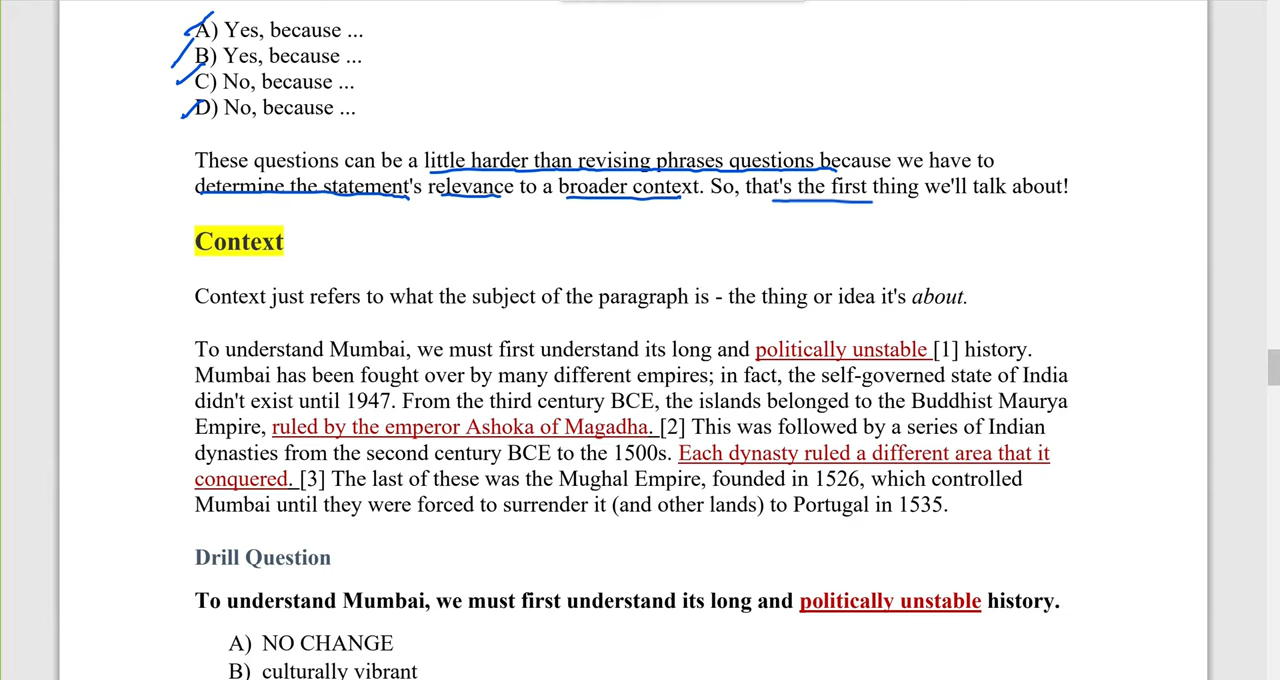 A) Yes, because ...
B) Yes, because ...
C) No, because ...
D) No, because ...
These questions can be a little harder than revising phrases questions because we have to
determine the statement's relevance to a broader context. So, that's the first thing we'll talk about!
Context
Context just refers to what the subject of the paragraph is - the thing or idea it's about.
To understand Mumbai, we must first understand its long and politically unstable [1] history.
Mumbai has been fought over by many different empires; in fact, the self-governed state of India
didn't exist until 1947. From the third century BCE, the islands belonged to the Buddhist Maurya
Empire, ruled by the emperor Ashoka of Magadha. [2] This was followed by a series of Indian
dynasties from the second century BCE to the 1500s. Each dynasty ruled a different area that it
conquered. [3] The last of these was the Mughal Empire, founded in 1526, which controlled
Mumbai until they were forced to surrender it (and other lands) to Portugal in 1535.
Drill Question
To understand Mumbai, we must first understand its long and politically unstable history.
A) NO CHANGE
B) culturally vibrant